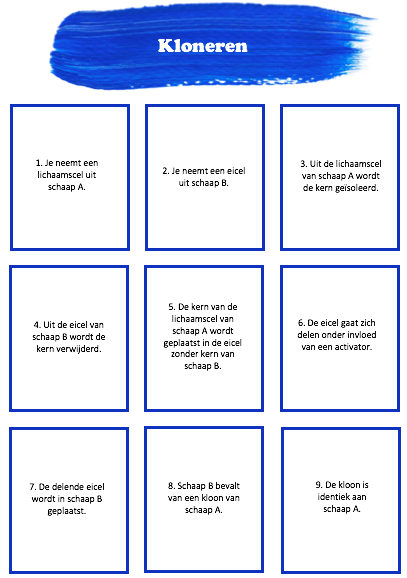 Kloneren
1. Je neemt een
lichaamscel uit
schaap A.
2. Je neemt een eicel
uit schaap B.
3. Uit de lichaamscel
van schaap A wordt
de kern geïsoleerd.
4. Uit de eicel van
schaap B wordt de
kern verwijderd.
5. De kern van de
lichaamscel van
schaap A wordt
geplaatst in de eicel
zonder kern van
schaap B.
6. De eicel gaat zich
delen onder invloed
van een activator.
7. De delende eicel
wordt in schaap B
geplaatst.
8. Schaap B bevalt
van een kloon van
schaap A.
9. De kloon is
identiek aan
schaap A.